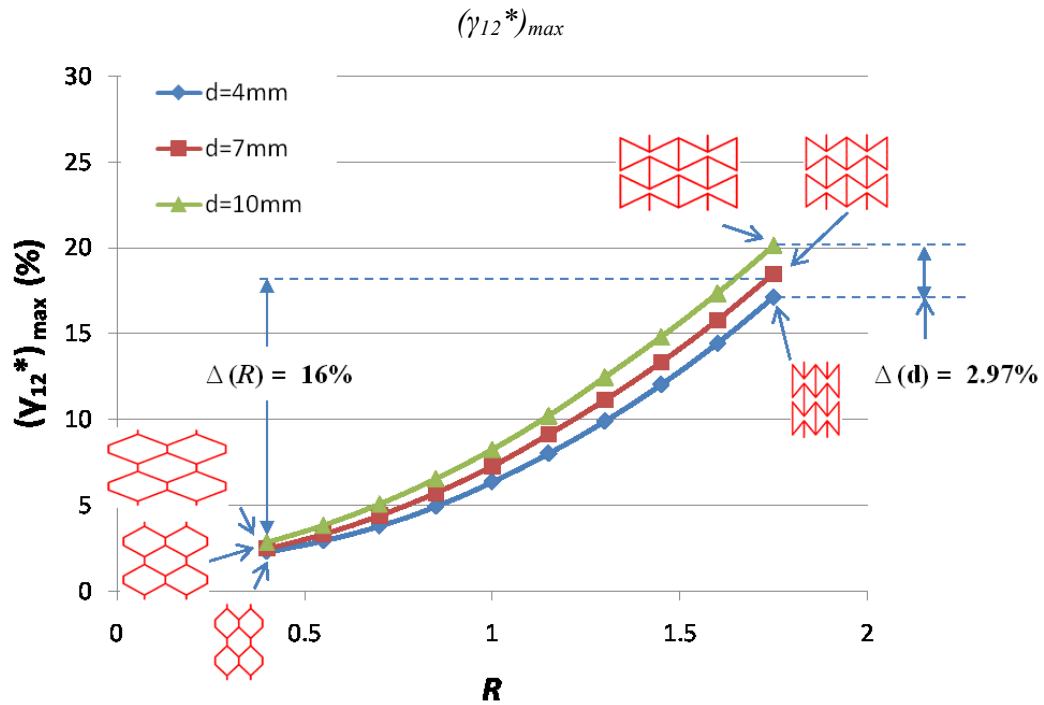 (γ12*)max
30
25
20
15
10
5
0
(γ12*) max (%)
d=4mm
d=7mm
d=10mm
Δ (R) = 16%
Δ (d) = 2.97%
0
0.5
1
1.5
2
R